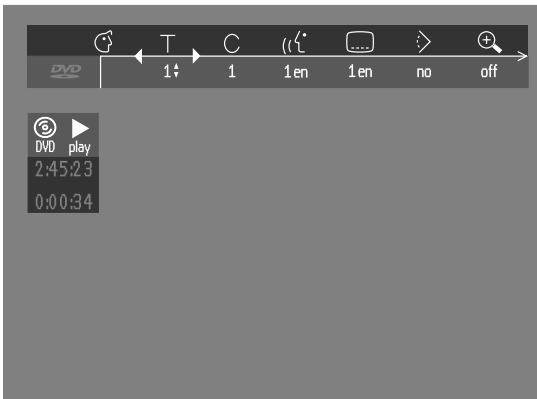 T C
DVD 1 1 1en 1en no off
DVD play
2:45:23
0:00:34